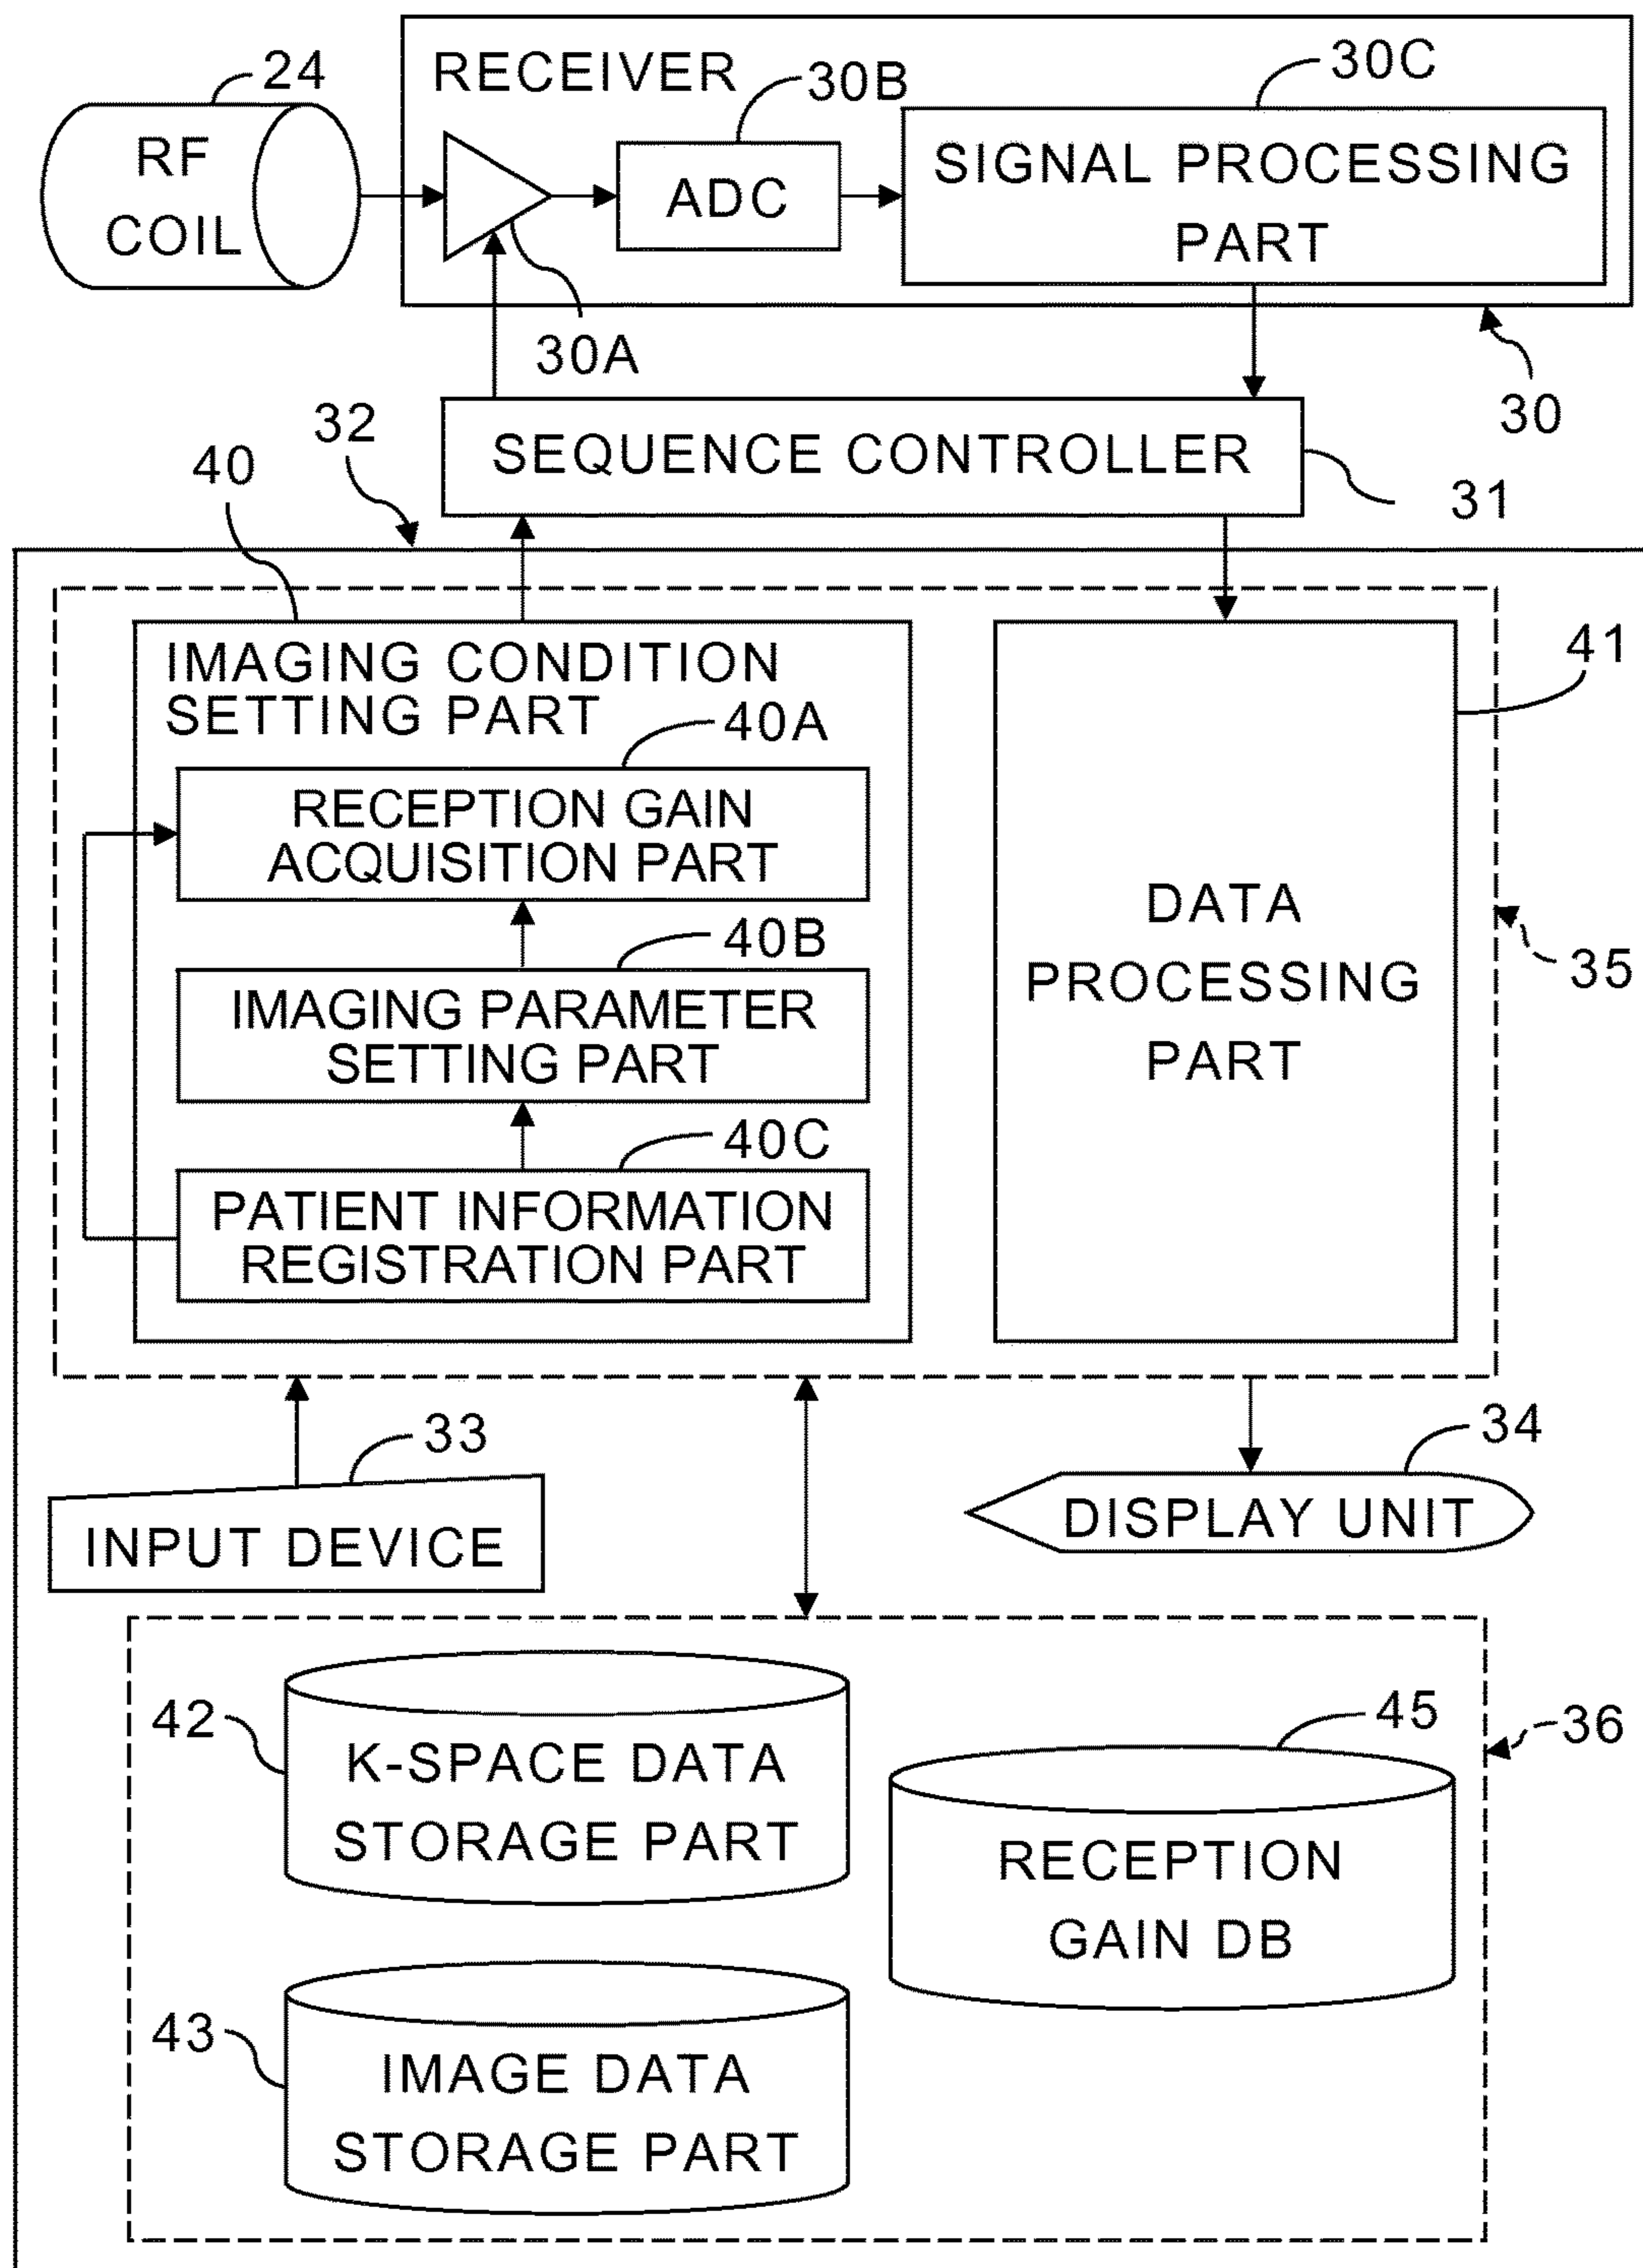 24
RF
COIL
RECEIVER
30B
30C
ADC
SIGNAL PROCESSING
PART
30A
30
32
SEQUENCE CONTROLLER
31
40
IMAGING CONDITION
SETTING PART
40A
RECEPTION GAIN
ACQUISITION PART
40B
IMAGING PARAMETER
SETTING PART
40C
PATIENT INFORMATION
REGISTRATION PART
41
DATA
PROCESSING
PART
35
33
INPUT DEVICE
34
DISPLAY UNIT
42
K-SPACE DATA
STORAGE PART
45
RECEPTION
GAIN DB
36
43
IMAGE DATA
STORAGE PART